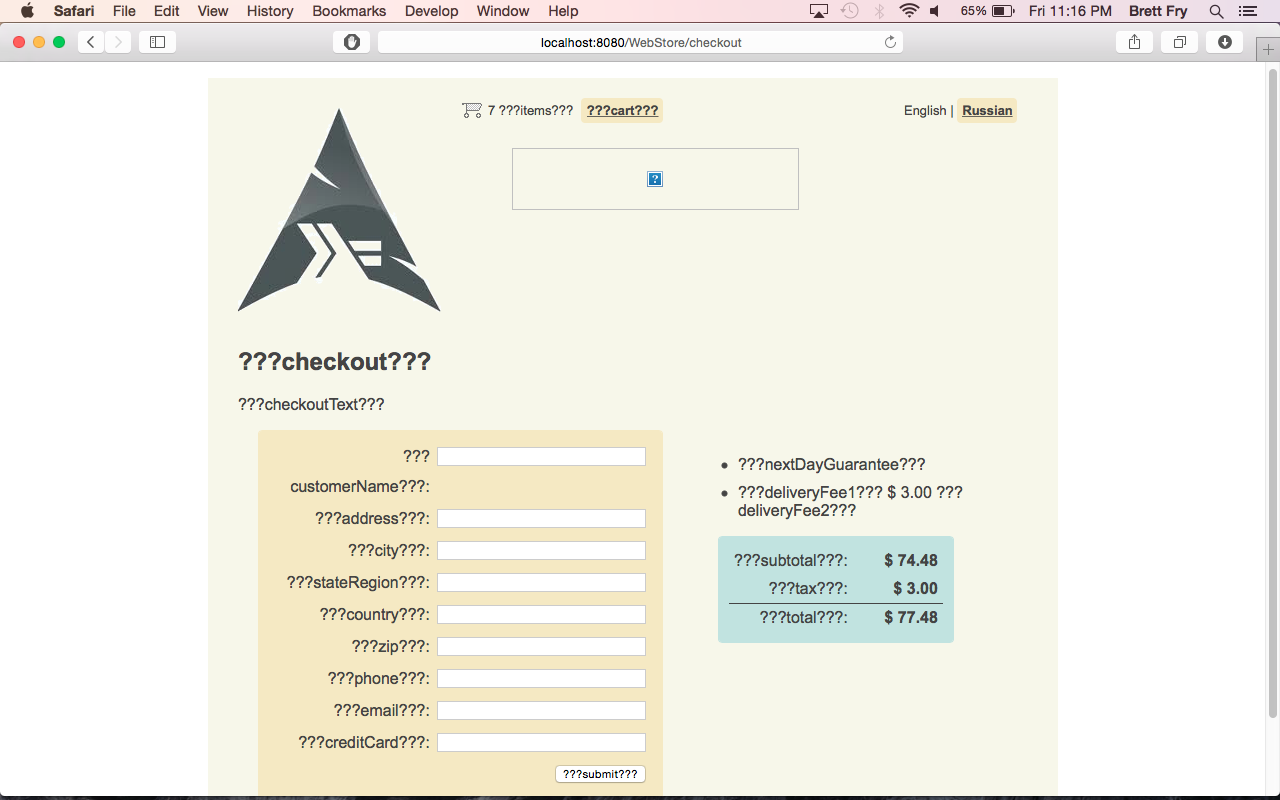 Safari File Edit View History Bookmarks Develop Window Help 65% Fri 11:16 PM Brett Fry
localhost:8080/WebStore/checkout
7 ???items??? ???cart??? English | Russian
?
???checkout???
???checkoutText???
???
customerName???:
???address???:
???city???:
???stateRegion???:
???country???:
???zip???:
???phone???:
???email???:
???creditCard???:
???submit???
???nextDayGuarantee???
???deliveryFee1??? $ 3.00 ???
deliveryFee2???
???subtotal???: $ 74.48
???tax???: $ 3.00
???total???: $ 77.48